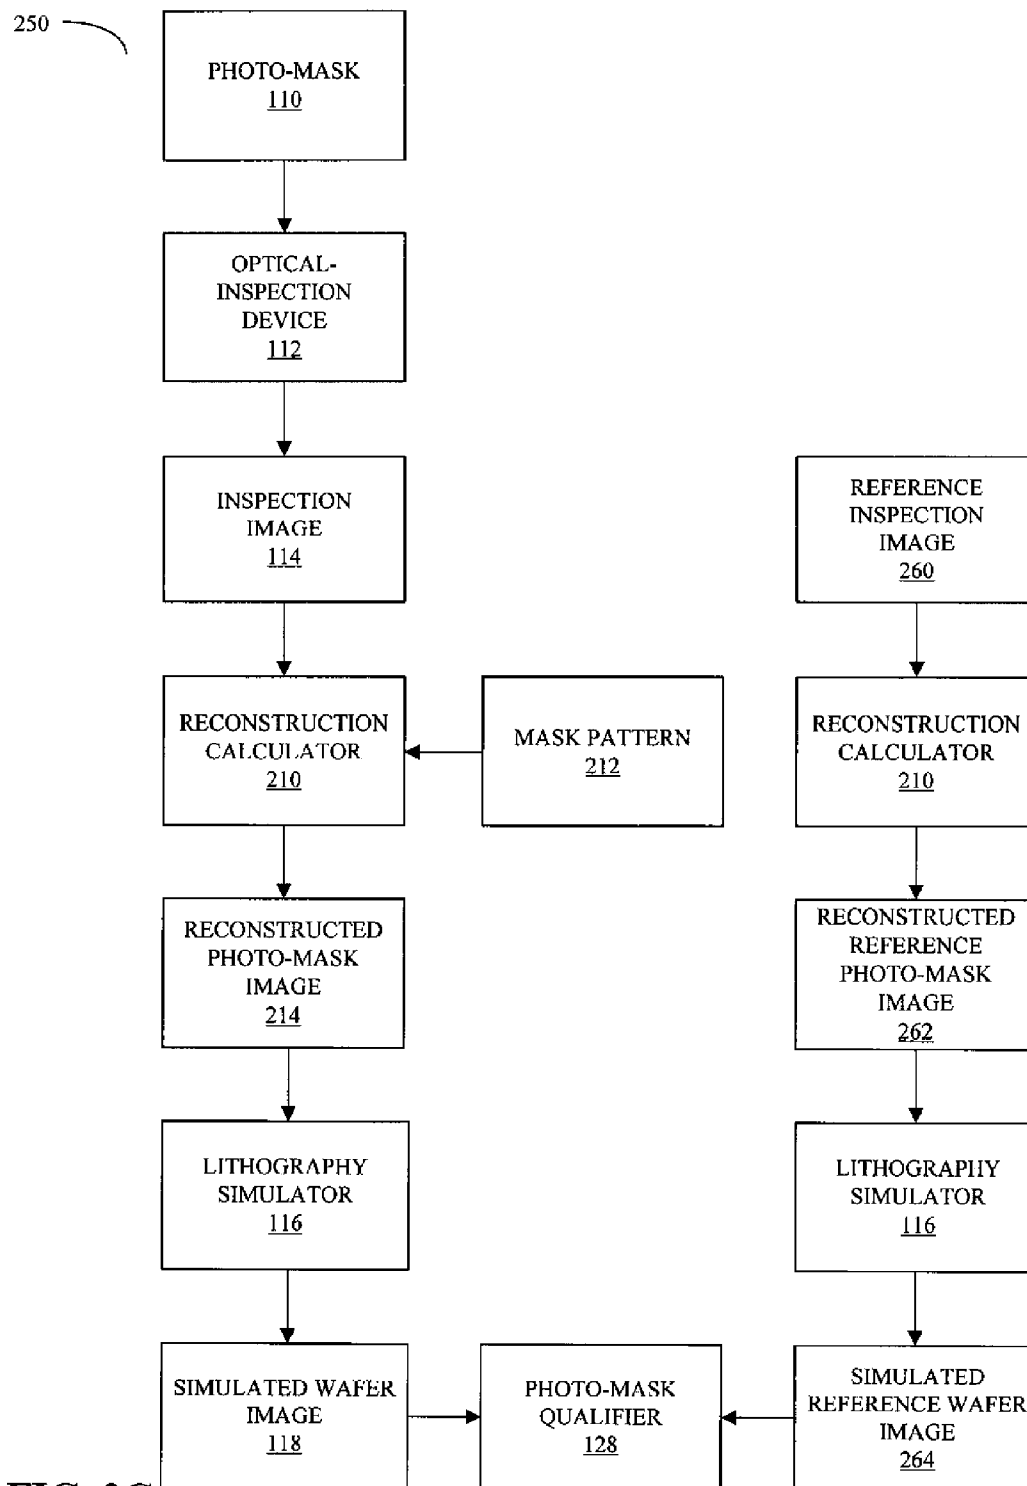 250
PHOTO-MASK
110
OPTICAL-
INSPECTION
DEVICE
112
INSPECTION
IMAGE
114
REFERENCE
INSPECTION
IMAGE
260
RECONSTRUCTION
CALCULATOR
210
MASK PATTERN
212
RECONSTRUCTION
CALCULATOR
210
RECONSTRUCTED
PHOTO-MASK
IMAGE
214
RECONSTRUCTED
REFERENCE
PHOTO-MASK
IMAGE
262
LITHOGRAPHY
SIMULATOR
116
LITHOGRAPHY
SIMULATOR
116
SIMULATED WAFER
IMAGE
118
PHOTO-MASK
QUALIFIER
128
SIMULATED
REFERENCE WAFER
IMAGE
264